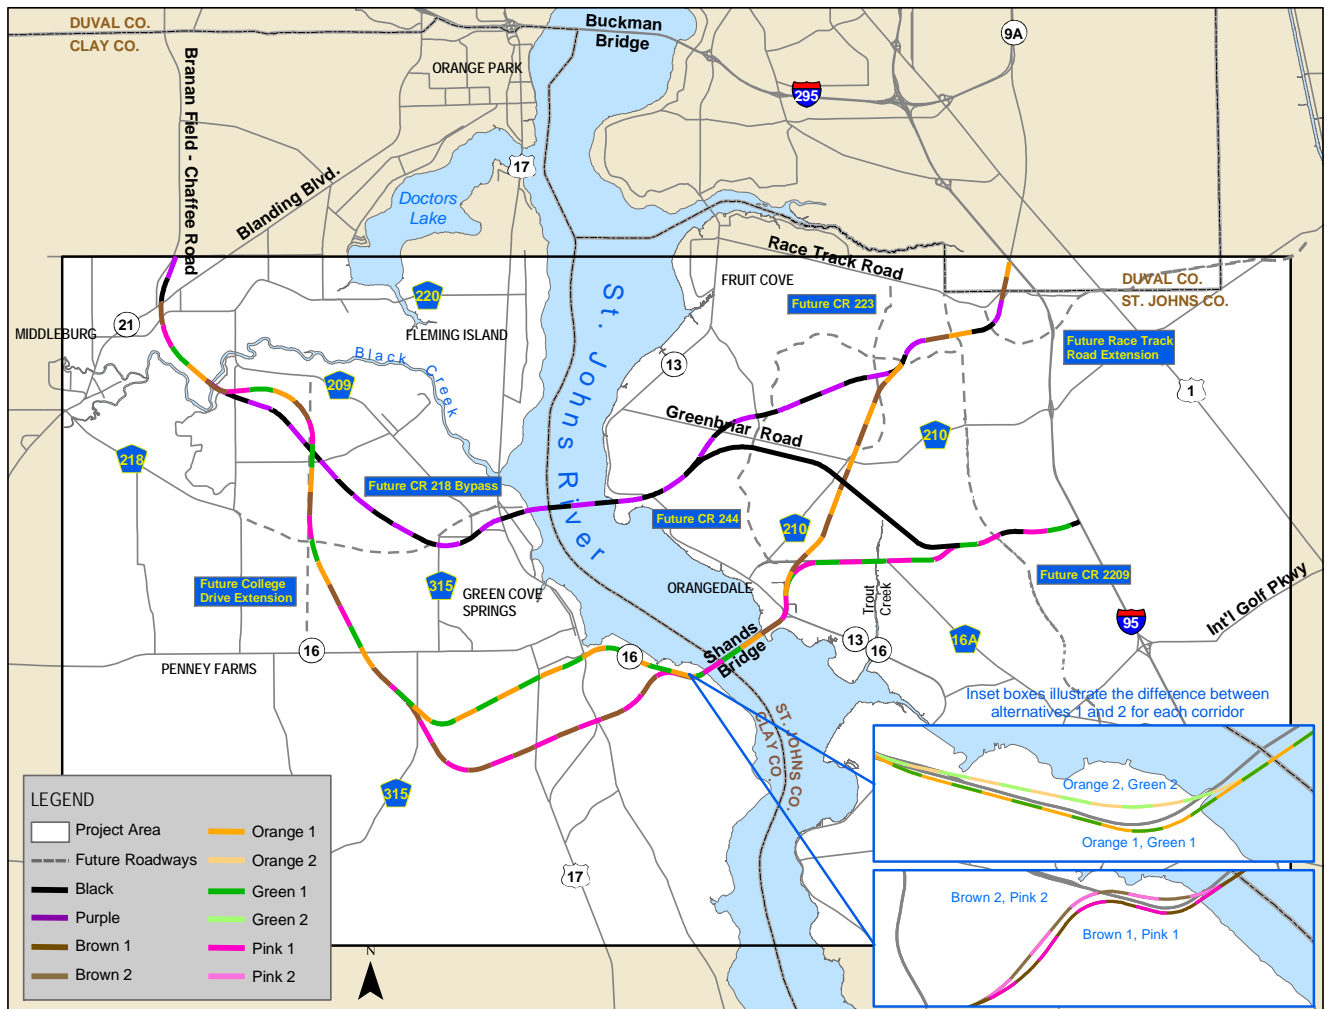 DUVAL CO.
CLAY CO.
Buckman
Bridge
9A
ORANGE PARK
295
Branan Field - Chaffee Road
17
Blanding Blvd.
Doctors
Lake
Race Track Road
FRUIT COVE
DUVAL CO.
ST. JOHNS CO.
220
Future CR 223
21
MIDDLEBURG
FLEMING ISLAND
St. Johns River
Future Race Track
Road Extension
Black Creek
13
209
1
Greenbriar Road
210
218
Future CR 218 Bypass
Future CR 244
210
Future College
Drive Extension
315
GREEN COVE
SPRINGS
ORANGEDALE
Trout
Creek
Future CR 2209
95
Int'l Golf Pkwy
Shands
Bridge
13
16
16A
16
16
PENNEY FARMS
ST. JOHNS CO.
CLAY CO.
Inset boxes illustrate the difference between
alternatives 1 and 2 for each corridor
Orange 2, Green 2
Orange 1, Green 1
315
17
Brown 2, Pink 2
Brown 1, Pink 1
LEGEND
Project Area
Future Roadways
Black
Purple
Brown 1
Brown 2
Orange 1
Orange 2
Green 1
Green 2
Pink 1
Pink 2
N